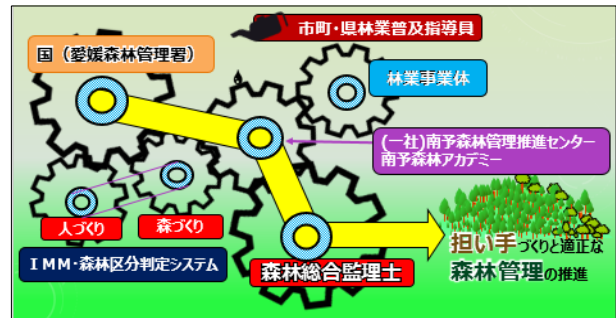 市町・県林業普及指導員
国（愛媛森林管理署）
林業事業体
(一社)南予森林管理推進センター
南予森林アカデミー
人づくり
森づくり
ＩＭＭ・森林区分判定システム
森林総合監理士
担い手づくりと適正な
森林管理の推進